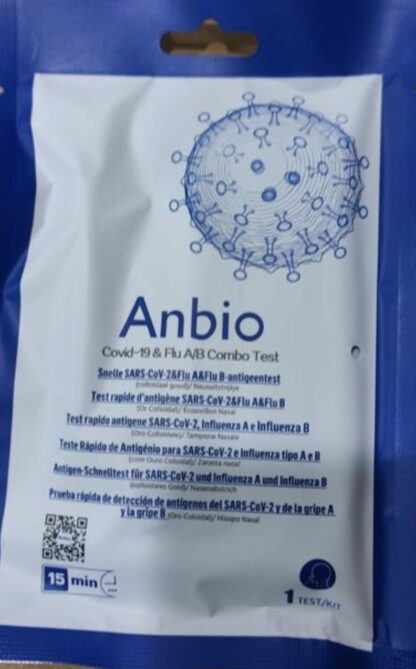 Anbio
Covid-19 & Flu A/B Combo Test
Snelle SARS-CoV-2&Flu A&Flu B-antigeentest
(colloïdaal goud)/ Neusuitstrijkje
Test rapide d'antigène SARS-CoV-2&Flu A&Flu B
(Or Colloïdal)/ Écouvillon Nasal
Test rapido antigene SARS-CoV-2, Influenza A e Influenza B
(Oro Colloidale)/ Tampone Nasale
Teste Rápido de Antigénio para SARS-CoV-2 e Influenza tipo A e B
(com Ouro Coloidal)/ Zarasta nasal
Antigen-Schnelltest für SARS-CoV-2 und Influenza A und Influenza B
(kolloidales Gold)/ Nasenabstrich
Prueba rápida de detección de antígenos del SARS-CoV-2 y de la gripe A
y la gripe B (Oro Coloidal)/ Hisopo Nasal
15 min
1 TEST/KIT